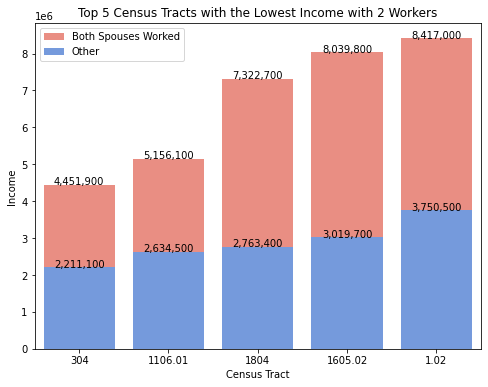 Top 5 Census Tracts with the Lowest Income with 2 Workers
1e6
Both Spouses Worked
Other
8,417,000
8,039,800
7,322,700
5,156,100
4,451,900
3,750,500
3,019,700
2,763,400
2,634,500
2,211,100
8
7
6
5
4
3
2
1
0
Income
304 1106.01 1804 1605.02 1.02
Census Tract